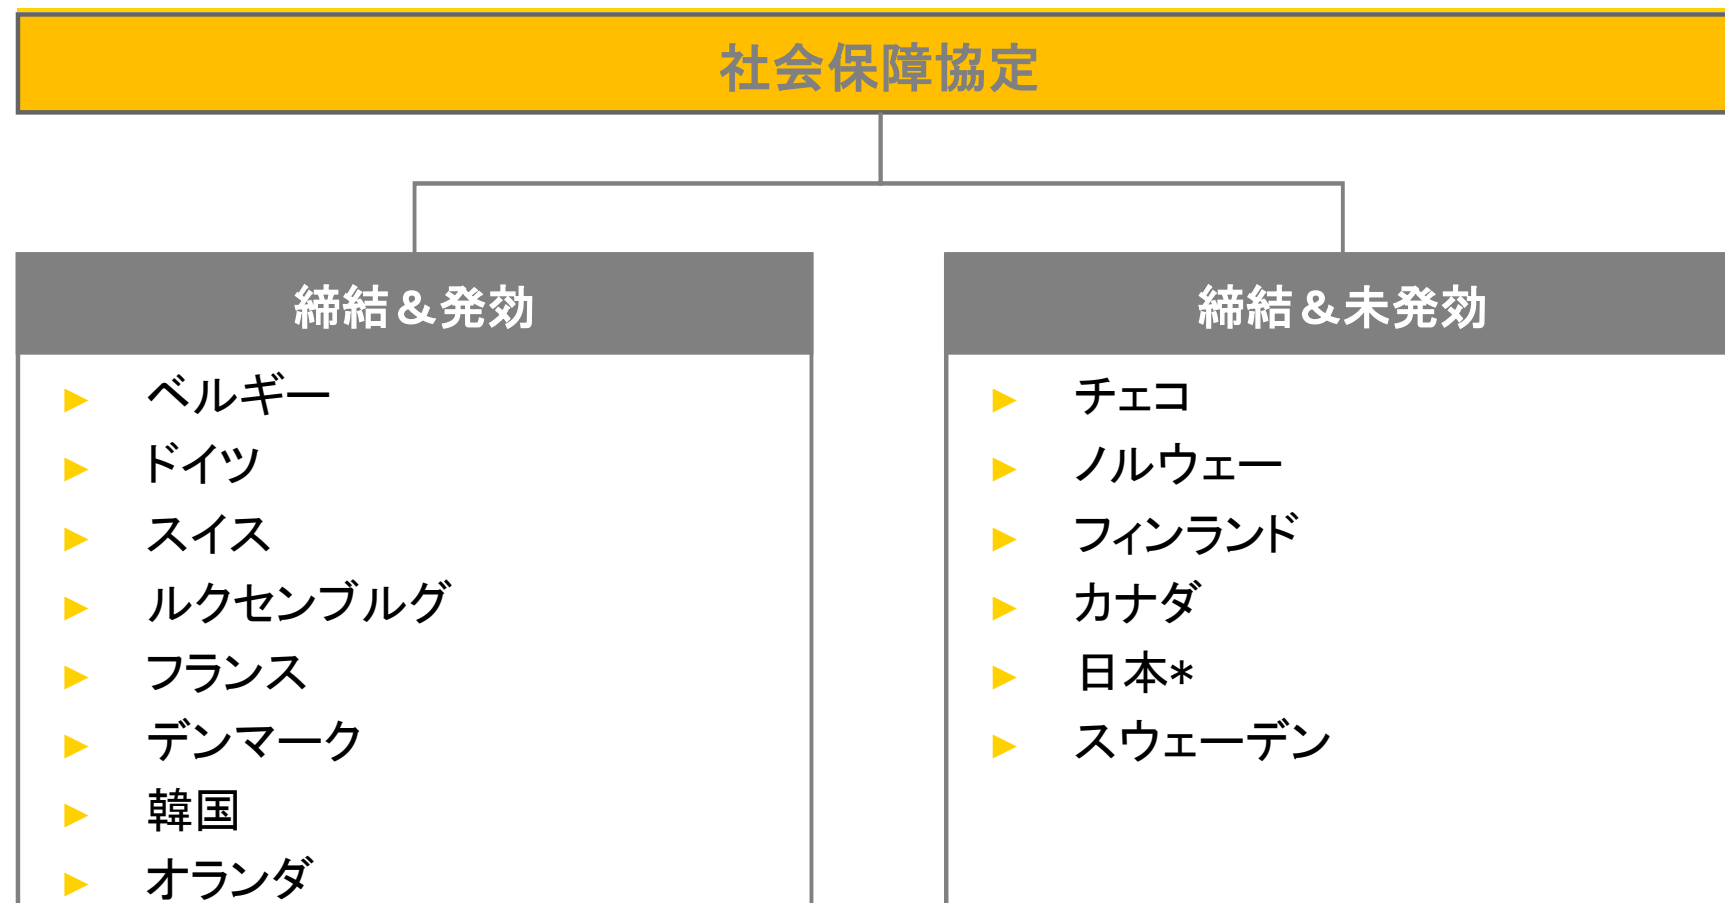 社会保障協定
締結&発効
► ベルギー
► ドイツ
► スイス
► ルクセンブルグ
► フランス
► デンマーク
► 韓国
► オランダ
締結&未発効
► チェコ
► ノルウェー
► フィンランド
► カナダ
► 日本*
► スウェーデン